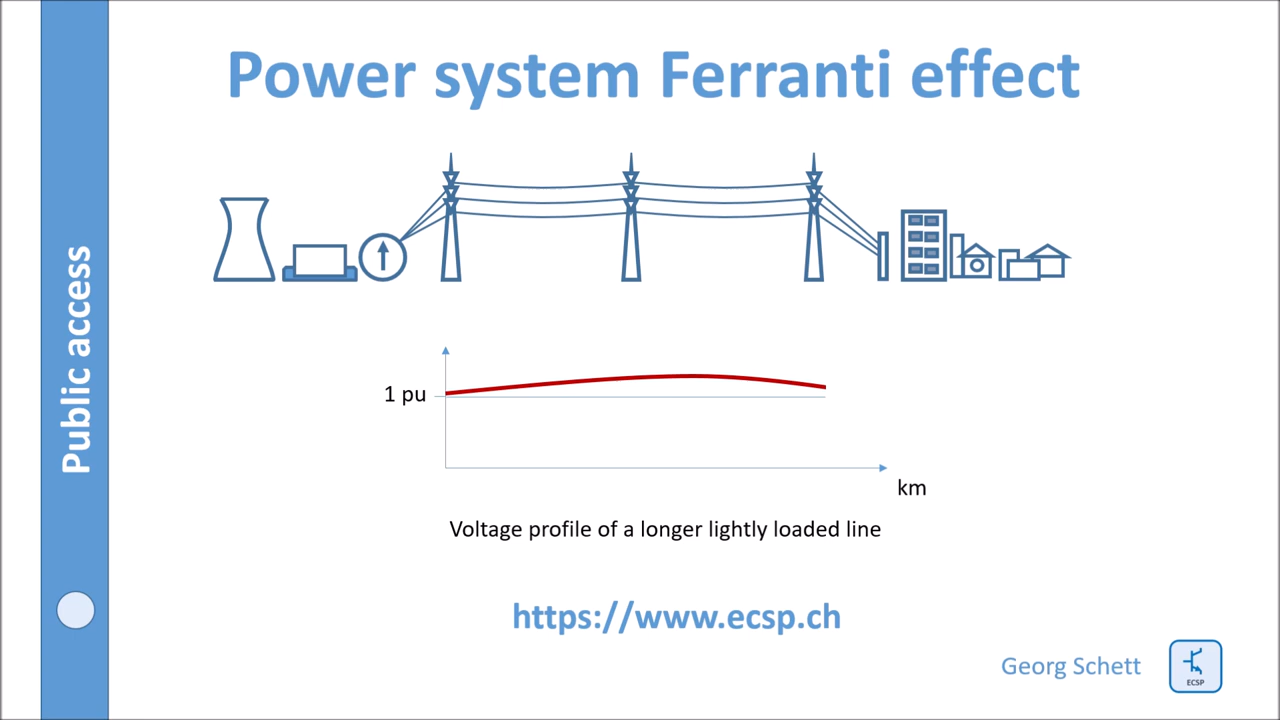 Power system Ferranti effect
Public access
1 pu
km
Voltage profile of a longer lightly loaded line
https://www.ecsp.ch
Georg Schett
ECSP